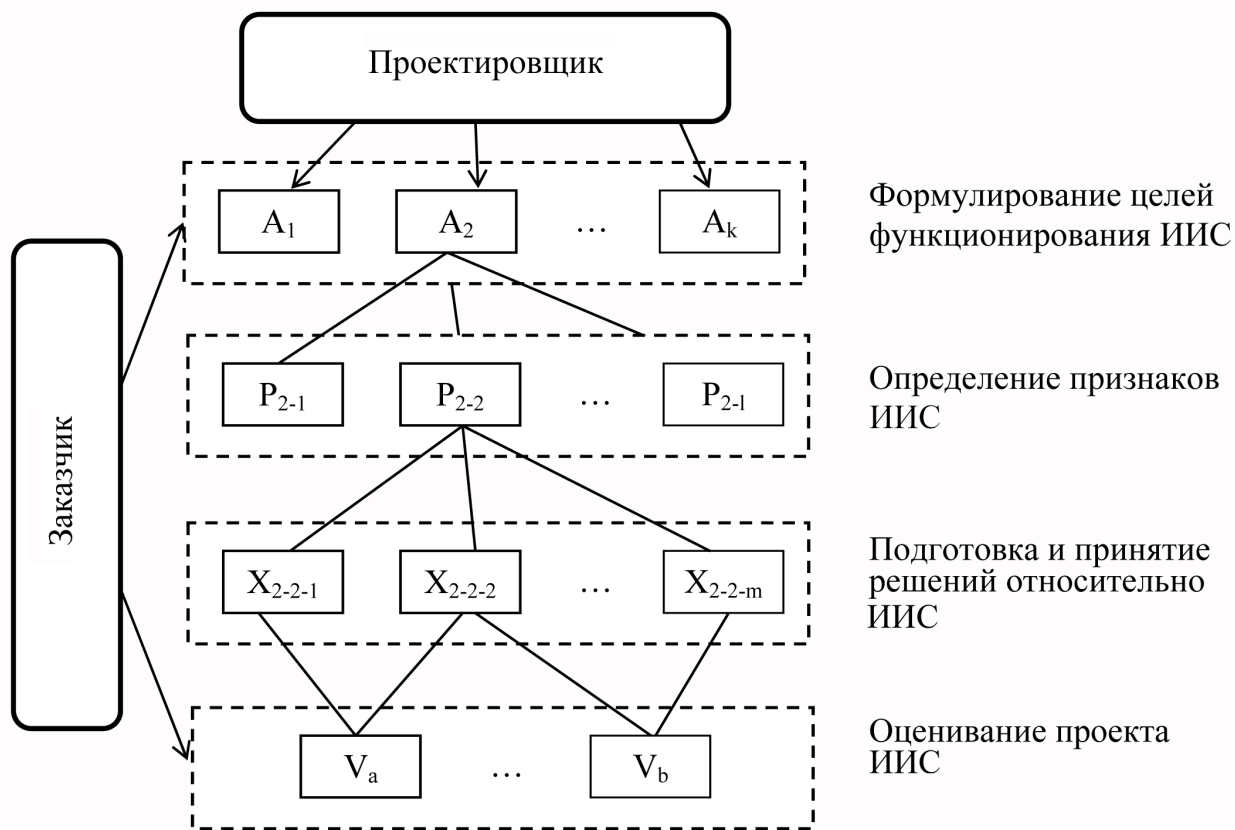 Проектировщик
A₁
A₂
…
Aₖ
Формулирование целей
функционирования ИИС
Заказчик
P₂₋₁
P₂₋₂
…
P₂₋ₗ
Определение признаков
ИИС
X₂₋₂₋₁
X₂₋₂₋₂
…
X₂₋₂₋ₘ
Подготовка и принятие
решений относительно
ИИС
Vₐ
…
V_b
Оценивание проекта
ИИС